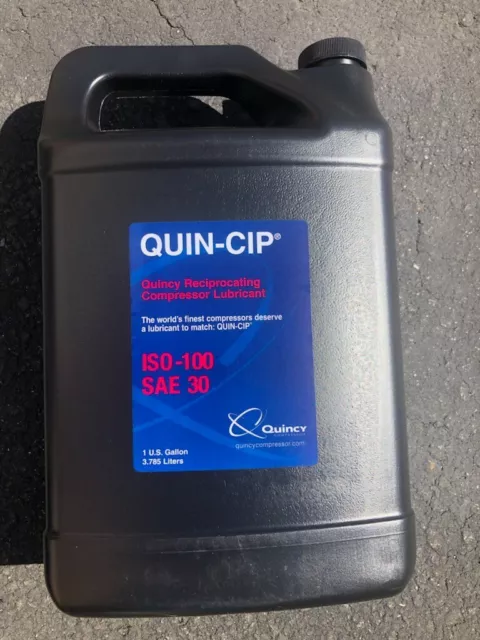 QUIN-CIP®
Quincy Reciprocating
Compressor Lubricant
The world's finest compressors deserve
a lubricant to match: QUIN-CIP®
ISO-100
SAE 30
Quincy
quincycompressor.com
1 U.S. Gallon
3.785 Liters